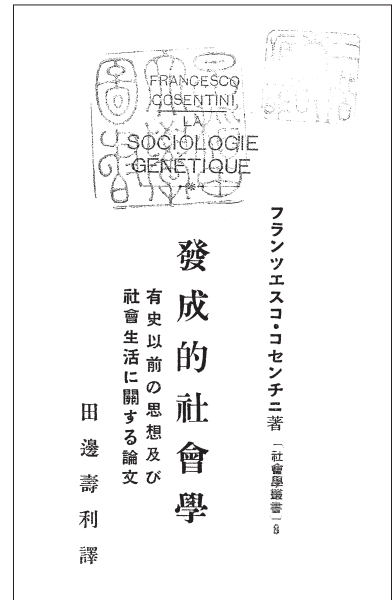 FRANCESCO
COSENTINI
LA
SOCIOLOGIE
GÉNÉTIQUE
フランツエスコ・コセンチニ著
「社會學叢書」8
發成的社會學
有史以前の思想及び
社會生活に關する論文
田邊壽利譯